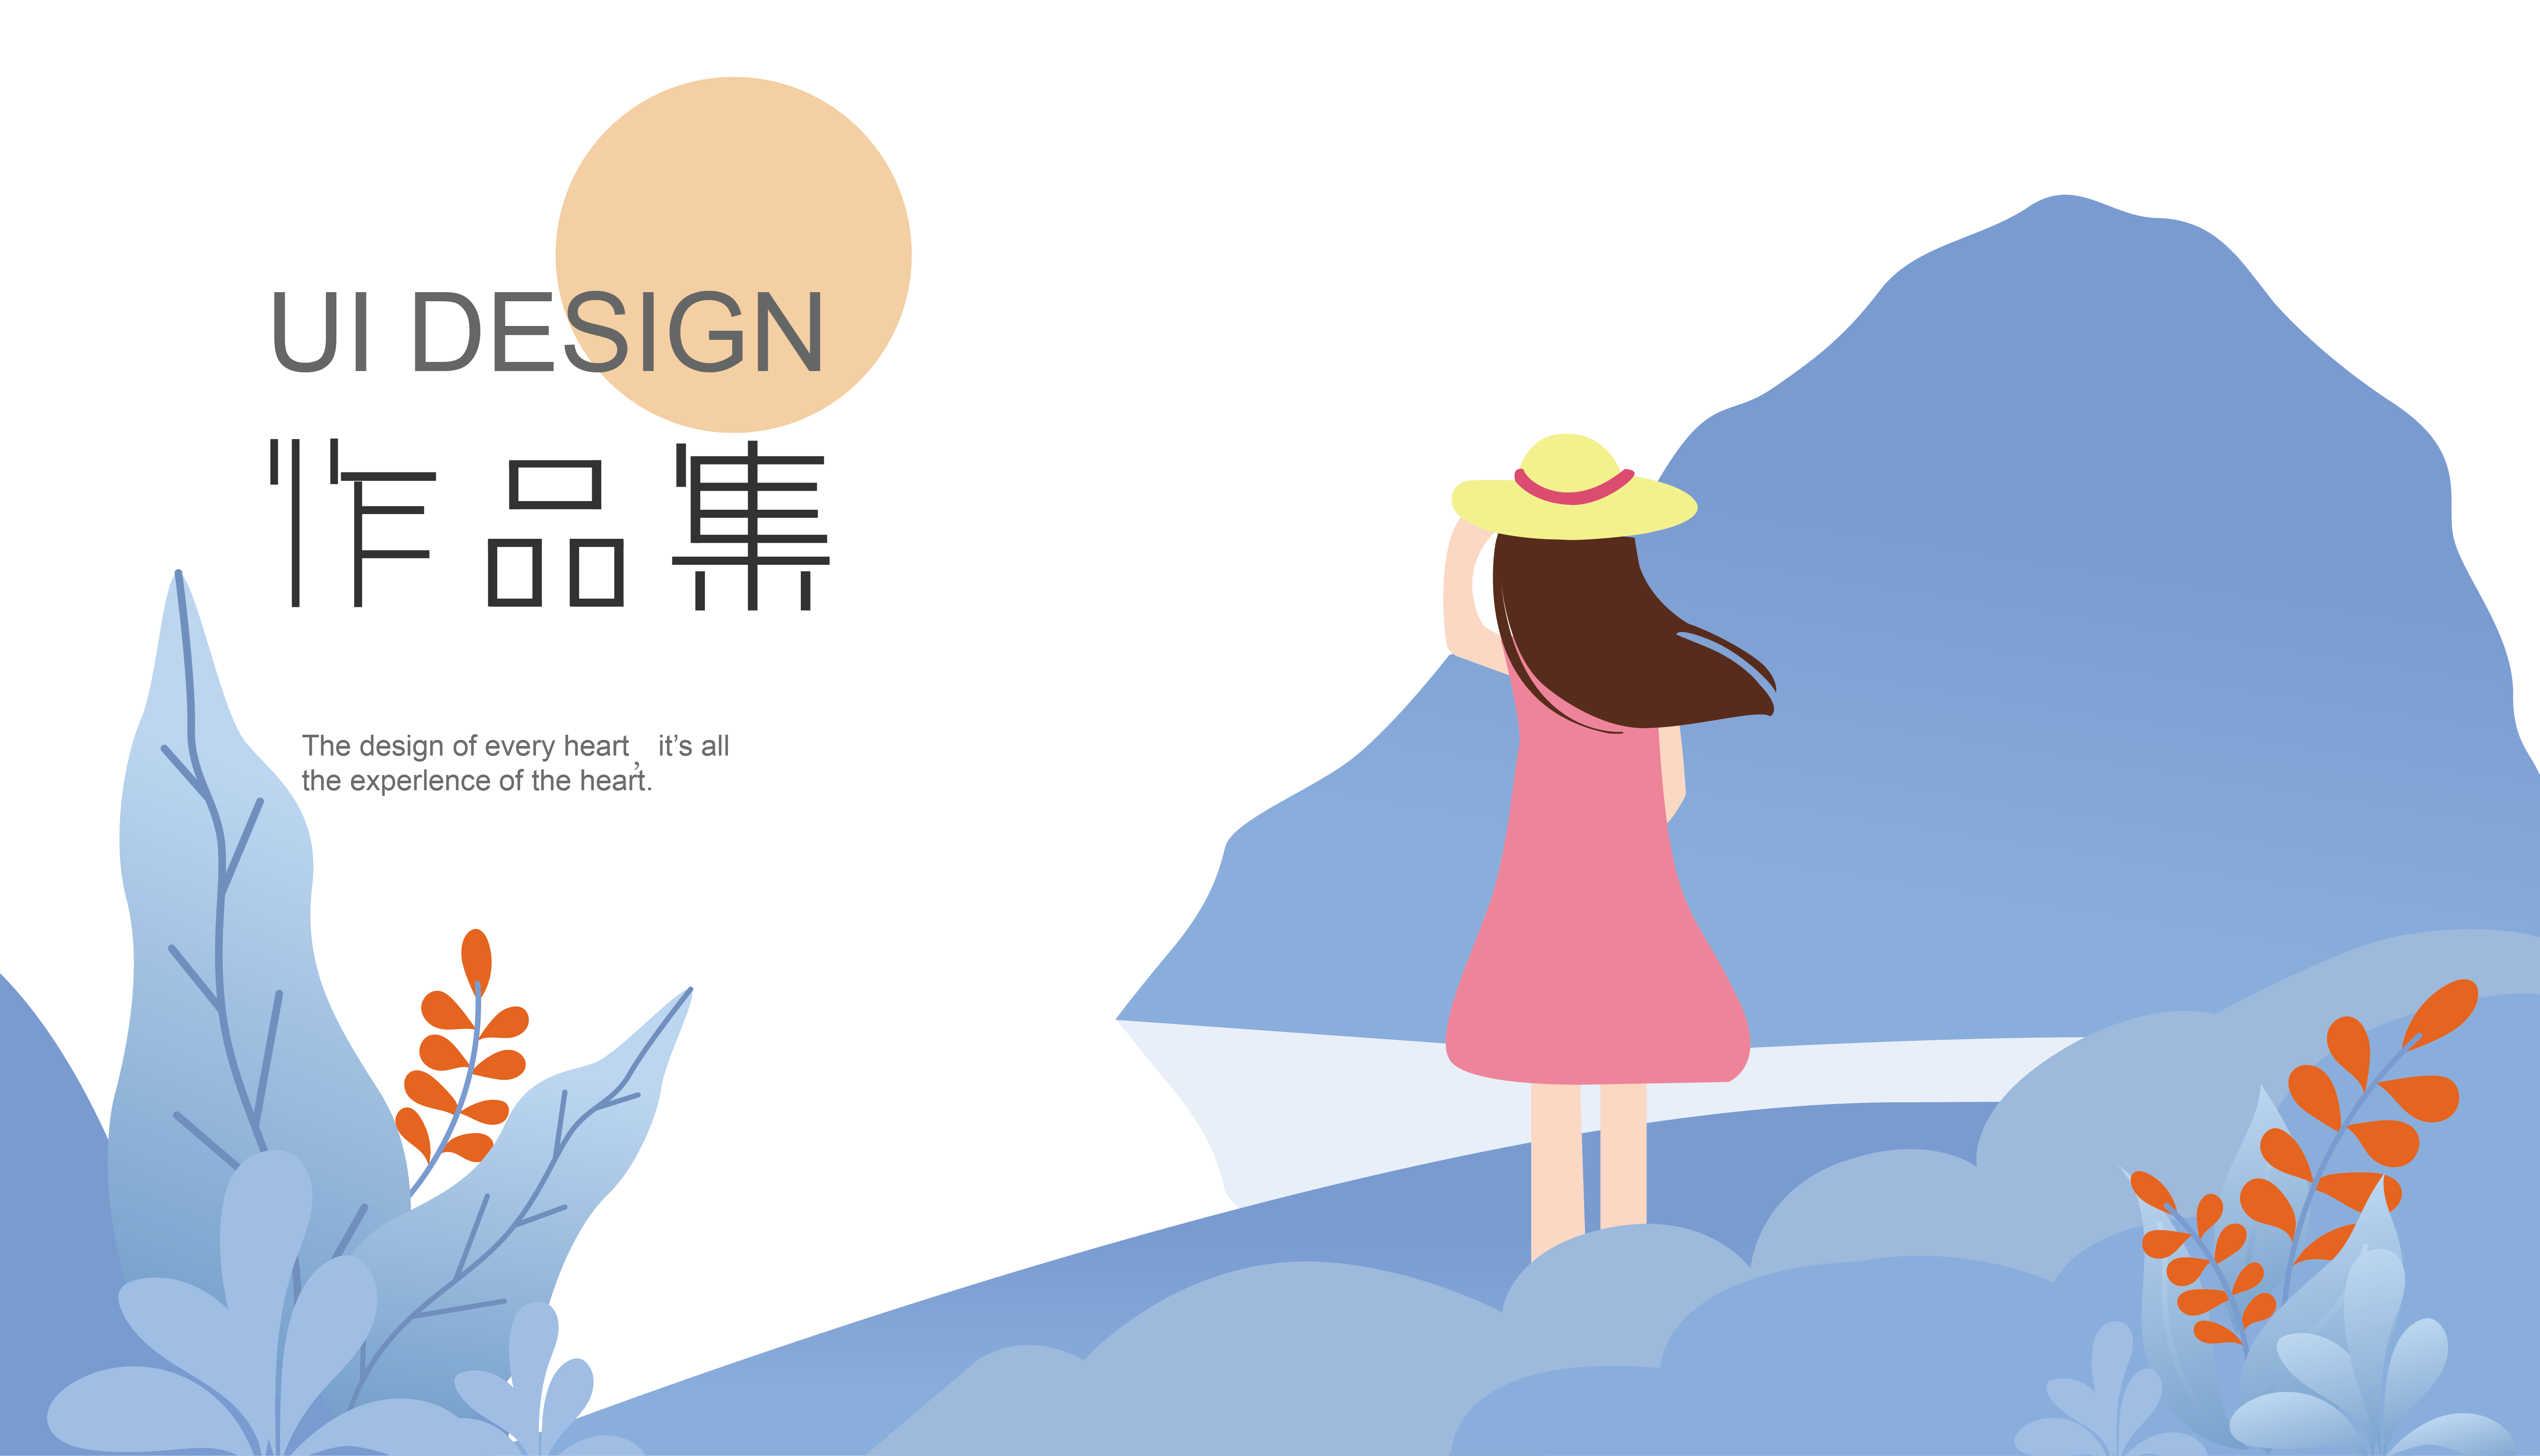 UI DESIGN
作品集
The design of every heart, it’s all
the experlence of the heart.